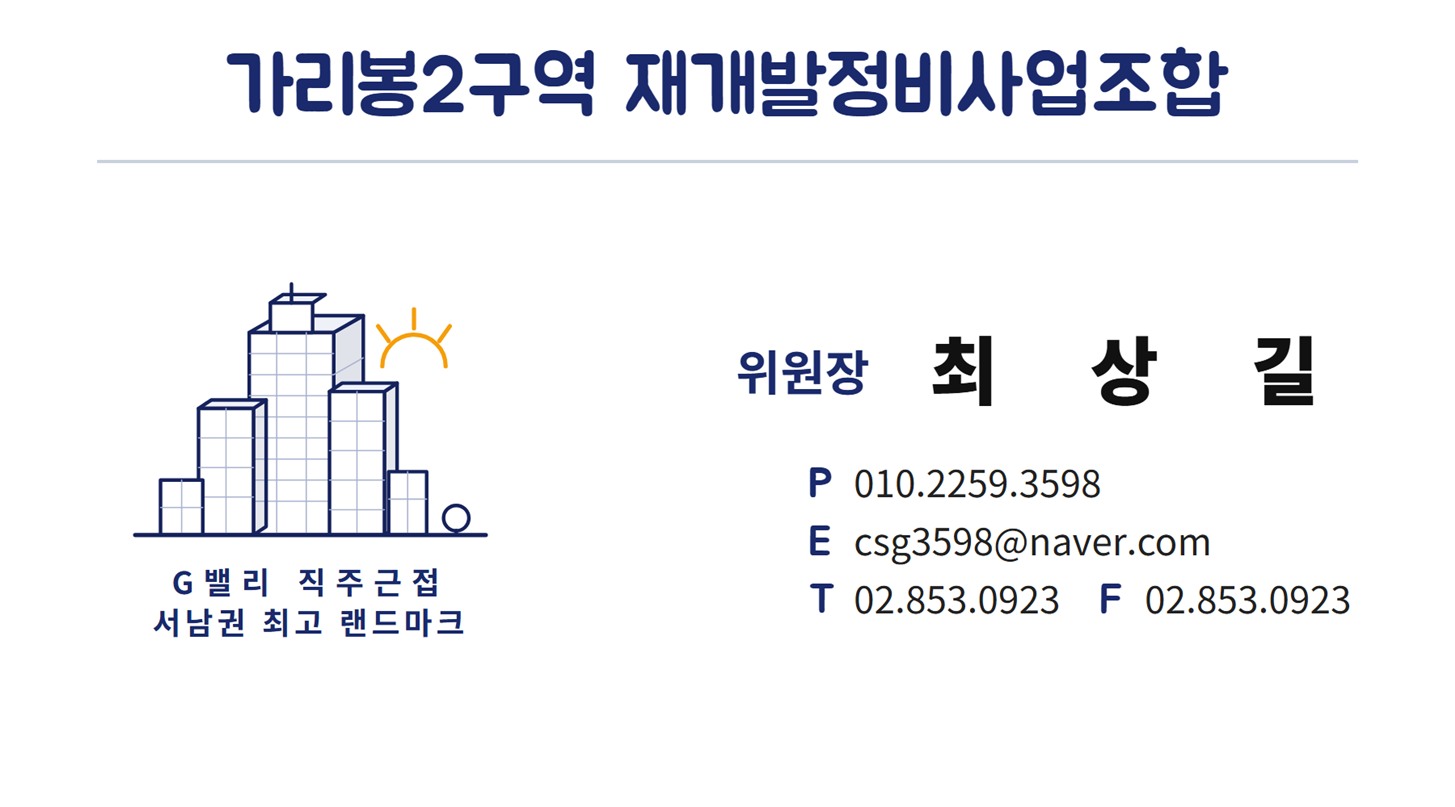 가리봉2구역 재개발정비사업조합
G밸리 직주근접
서남권 최고 랜드마크
위원장 최 상 길
P 010.2259.3598
E csg3598@naver.com
T 02.853.0923 F 02.853.0923